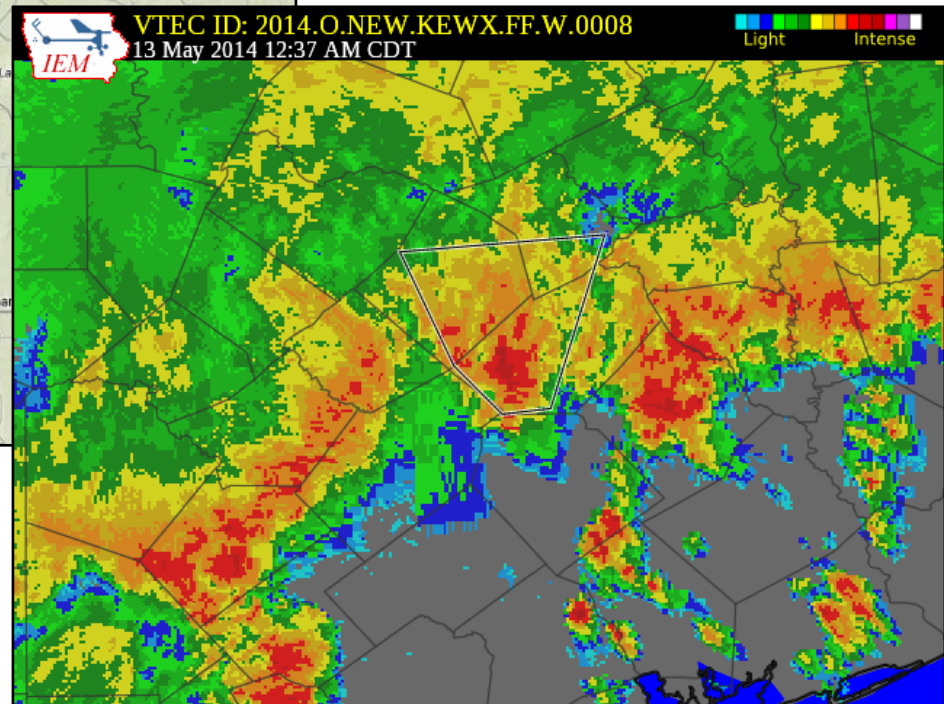 VTEC ID: 2014.O.NEW.KEWX.FF.W.0008
13 May 2014 12:37 AM CDT
IEM
Light Intense